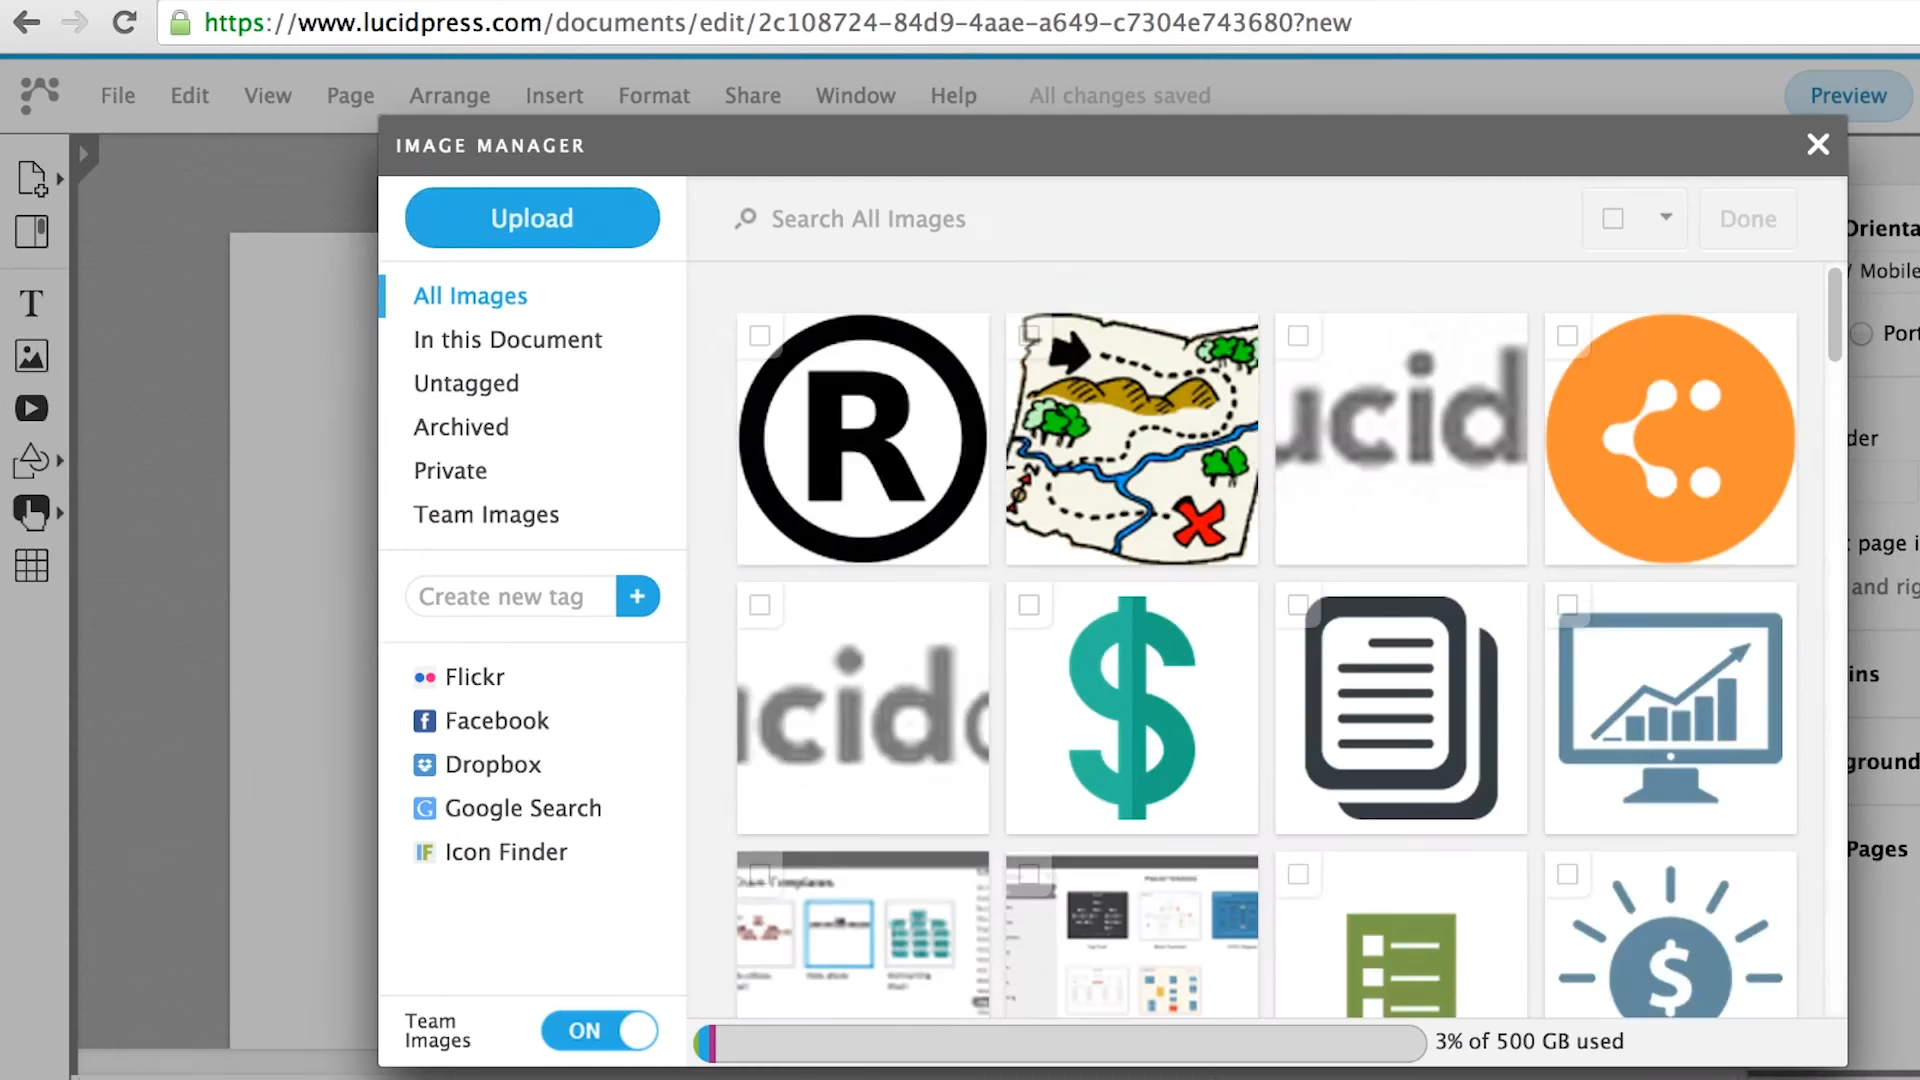 https://www.lucidpress.com/documents/edit/2c108724-84d9-4aae-a649-c7304e743680?new
File Edit View Page Arrange Insert Format Share Window Help All changes saved Preview
IMAGE MANAGER
Upload
Search All Images
Done
All Images
In this Document
Untagged
Archived
Private
Team Images
Create new tag +
Flickr
Facebook
Dropbox
Google Search
Icon Finder
Team
Images
ON
R
ucid
ucid
$
$
3% of 500 GB used
Orienta
/ Mobile
Port
der
page i
and rig
ins
ground
Pages